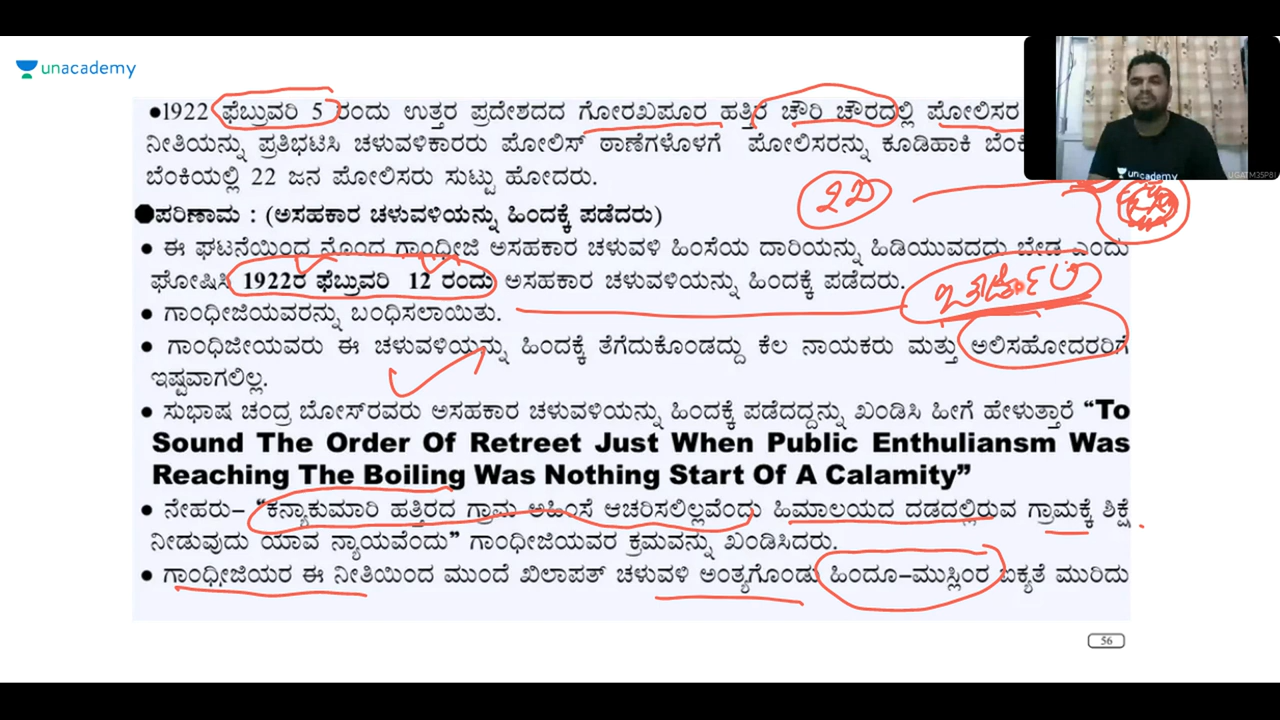 unacademy
●1922 ಫೆಬ್ರುವರಿ 5 ರಂದು ಉತ್ತರ ಪ್ರದೇಶದದ ಗೋರಖಪೂರ ಹತ್ತಿರ ಚೌರಿ ಚೌರದಲ್ಲಿ ಪೋಲಿಸರ
ನೀತಿಯನ್ನು ಪ್ರತಿಭಟಿಸಿ ಚಳುವಳಿಕಾರರು ಪೋಲಿಸ್ ಠಾಣೆಗಳೊಳಗೆ ಪೋಲಿಸರನ್ನು ಕೂಡಿಹಾಕಿ ಬೆಂಕಿ
ಬೆಂಕಿಯಲ್ಲಿ 22 ಜನ ಪೋಲಿಸರು ಸುಟ್ಟು ಹೋದರು.
22
●ಪರಿಣಾಮ : (ಅಸಹಕಾರ ಚಳುವಳಿಯನ್ನು ಹಿಂದಕ್ಕೆ ಪಡೆದರು)
● ಈ ಘಟನೆಯಿಂದ ನೊಂದ ಗಾಂಧೀಜಿ ಅಸಹಕಾರ ಚಳುವಳಿ ಹಿಂಸೆಯ ದಾರಿಯನ್ನು ಹಿಡಿಯುವದದು ಬೇಡ ಎಂದು
ಘೋಷಿಸಿ 1922ರ ಫೆಬ್ರುವರಿ 12 ರಂದು ಅಸಹಕಾರ ಚಳುವಳಿಯನ್ನು ಹಿಂದಕ್ಕೆ ಪಡೆದರು.
● ಗಾಂಧೀಜಿಯವರನ್ನು ಬಂಧಿಸಲಾಯಿತು.
● ಗಾಂಧಿಜೀಯವರು ಈ ಚಳುವಳಿಯನ್ನು ಹಿಂದಕ್ಕೆ ತೆಗೆದುಕೊಂಡದ್ದು ಕೆಲ ನಾಯಕರು ಮತ್ತು ಅಲಿಸಹೋದರರಿಗೆ
ಇಷ್ಟವಾಗಲಿಲ್ಲ.
● ಸುಭಾಷ ಚಂದ್ರ ಬೋಸ್‌ರವರು ಅಸಹಕಾರ ಚಳುವಳಿಯನ್ನು ಹಿಂದಕ್ಕೆ ಪಡೆದದ್ದನ್ನು ಖಂಡಿಸಿ ಹೀಗೆ ಹೇಳುತ್ತಾರೆ “To
Sound The Order Of Retreet Just When Public Enthuliansm Was
Reaching The Boiling Was Nothing Start Of A Calamity”
● ನೇಹರು– “ಕನ್ಯಾಕುಮಾರಿ ಹತ್ತಿರದ ಗ್ರಾಮ ಅಹಿಂಸೆ ಆಚರಿಸಲಿಲ್ಲವೆಂದು ಹಿಮಾಲಯದ ದಡದಲ್ಲಿರುವ ಗ್ರಾಮಕ್ಕೆ ಶಿಕ್ಷೆ
ನೀಡುವುದು ಯಾವ ನ್ಯಾಯವೆಂದು” ಗಾಂಧೀಜಿಯವರ ಕ್ರಮವನ್ನು ಖಂಡಿಸಿದರು.
● ಗಾಂಧೀಜಿಯರ ಈ ನೀತಿಯಿಂದ ಮುಂದೆ ಖಿಲಾಪತ್ ಚಳುವಳಿ ಅಂತ್ಯಗೊಂಡು ಹಿಂದೂ–ಮುಸ್ಲಿಂರ ಐಕ್ಯತೆ ಮುರಿದು
56
unacademy